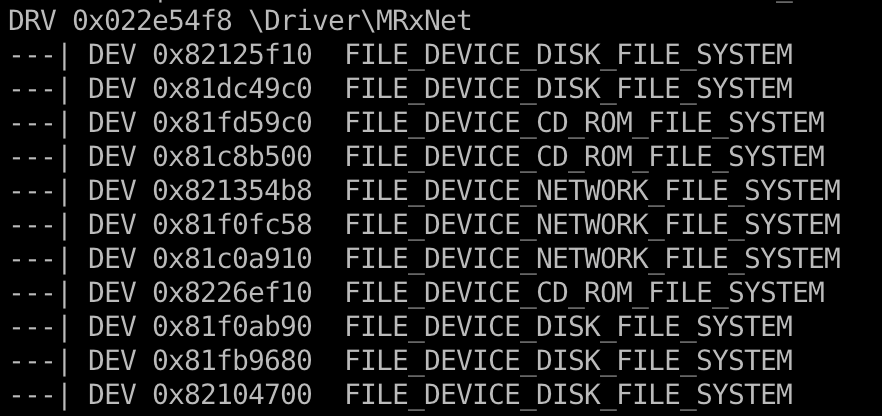 DRV 0x022e54f8 \Driver\MRxNet
---| DEV 0x82125f10 FILE_DEVICE_DISK_FILE_SYSTEM
---| DEV 0x81dc49c0 FILE_DEVICE_DISK_FILE_SYSTEM
---| DEV 0x81fd59c0 FILE_DEVICE_CD_ROM_FILE_SYSTEM
---| DEV 0x81c8b500 FILE_DEVICE_CD_ROM_FILE_SYSTEM
---| DEV 0x821354b8 FILE_DEVICE_NETWORK_FILE_SYSTEM
---| DEV 0x81f0fc58 FILE_DEVICE_NETWORK_FILE_SYSTEM
---| DEV 0x81c0a910 FILE_DEVICE_NETWORK_FILE_SYSTEM
---| DEV 0x8226ef10 FILE_DEVICE_CD_ROM_FILE_SYSTEM
---| DEV 0x81f0ab90 FILE_DEVICE_DISK_FILE_SYSTEM
---| DEV 0x81fb9680 FILE_DEVICE_DISK_FILE_SYSTEM
---| DEV 0x82104700 FILE_DEVICE_DISK_FILE_SYSTEM